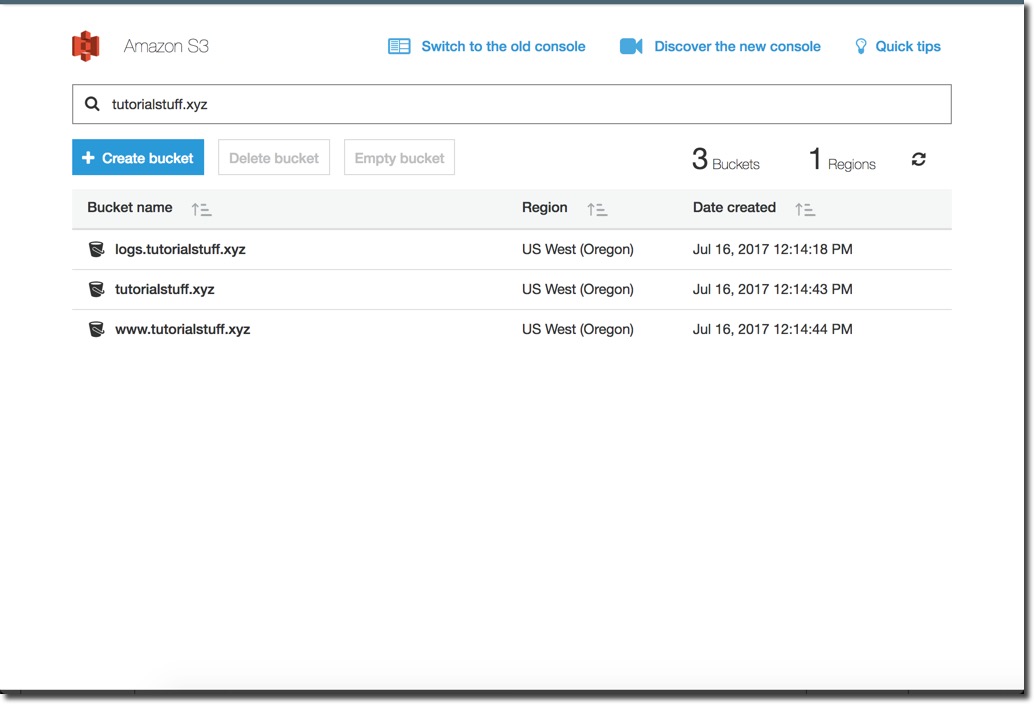 Amazon S3 Switch to the old console Discover the new console Quick tips
tutorialstuff.xyz
+ Create bucket Delete bucket Empty bucket 3 Buckets 1 Regions
Bucket name Region Date created
logs.tutorialstuff.xyz US West (Oregon) Jul 16, 2017 12:14:18 PM
tutorialstuff.xyz US West (Oregon) Jul 16, 2017 12:14:43 PM
www.tutorialstuff.xyz US West (Oregon) Jul 16, 2017 12:14:44 PM